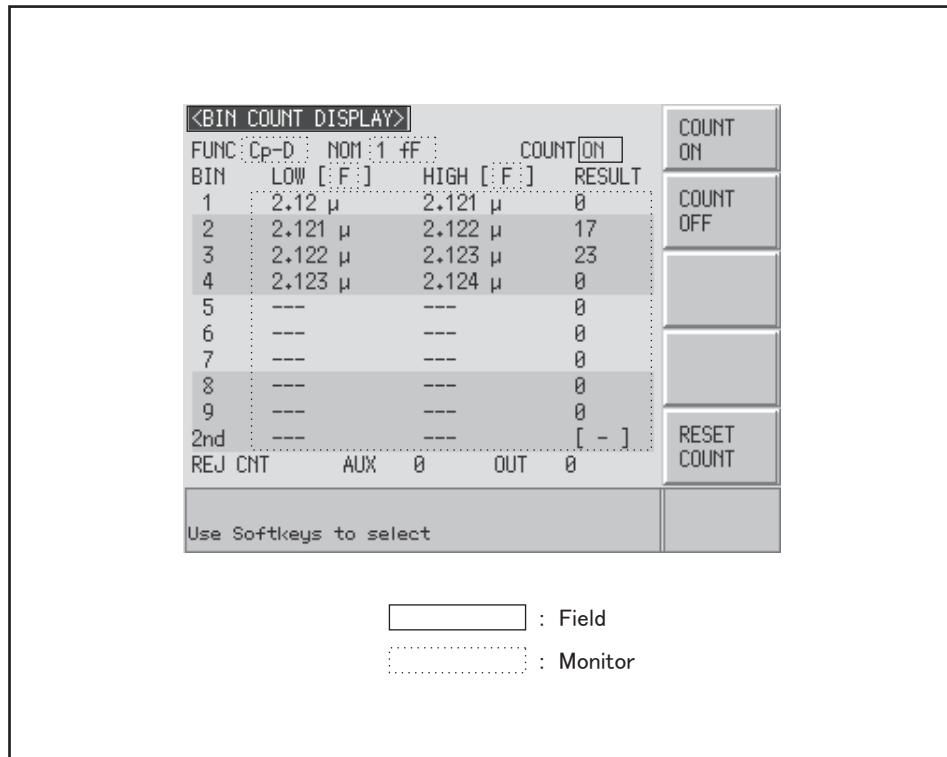 <BIN COUNT DISPLAY>
FUNC Cp-D NOM 1 fF COUNT ON
BIN LOW [ F ] HIGH [ F ] RESULT
1 2.12 μ 2.121 μ 0
2 2.121 μ 2.122 μ 17
3 2.122 μ 2.123 μ 23
4 2.123 μ 2.124 μ 0
5 --- --- 0
6 --- --- 0
7 --- --- 0
8 --- --- 0
9 --- --- 0
2nd --- --- [ - ]
REJ CNT AUX 0 OUT 0
Use Softkeys to select
COUNT
ON
COUNT
OFF
RESET
COUNT
: Field
: Monitor